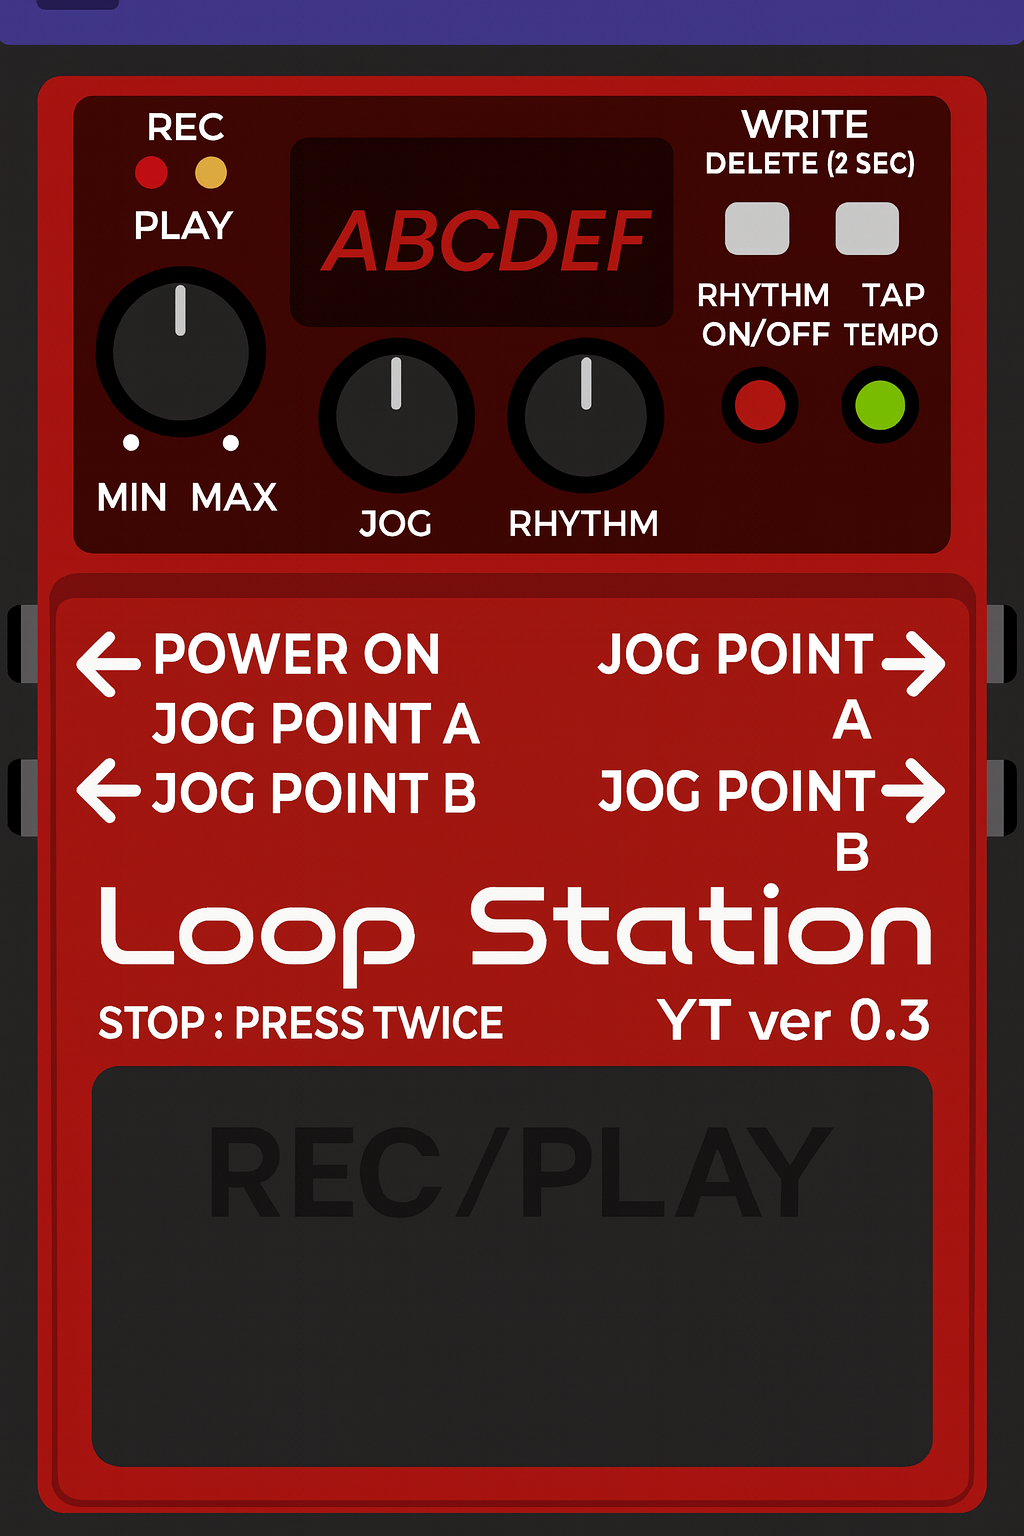 REC
PLAY
MIN MAX
ABCDEF
JOG
RHYTHM
WRITE
DELETE (2 SEC)
RHYTHM TAP
ON/OFF TEMPO
POWER ON
JOG POINT A
JOG POINT B
JOG POINT
A
JOG POINT
B
Loop Station
STOP : PRESS TWICE
YT ver 0.3
REC/PLAY